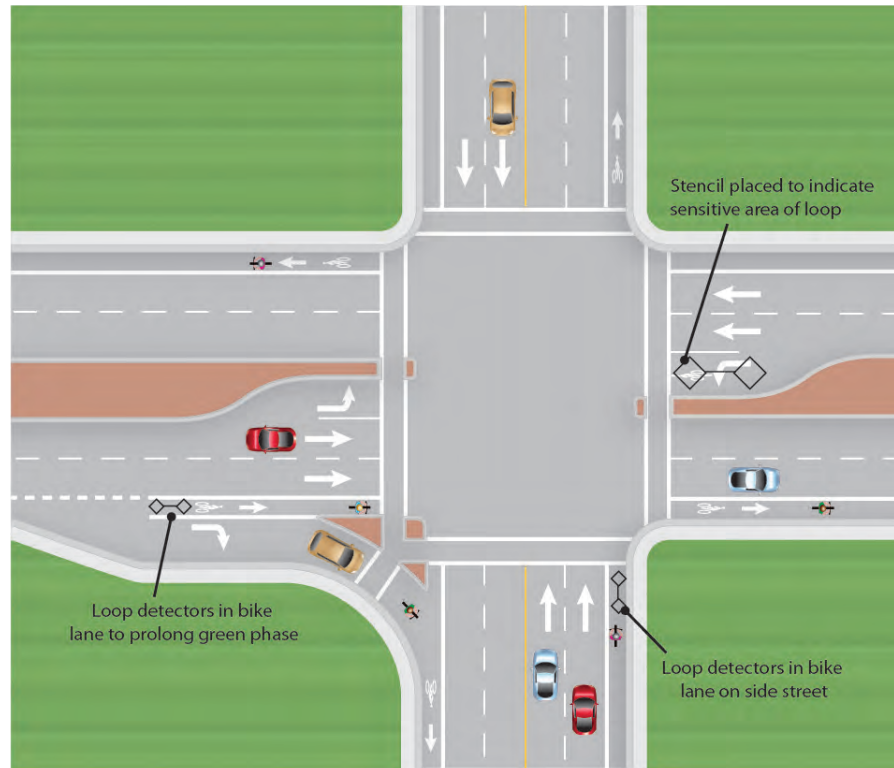 Stencil placed to indicate
sensitive area of loop
Loop detectors in bike
lane to prolong green phase
Loop detectors in bike
lane on side street